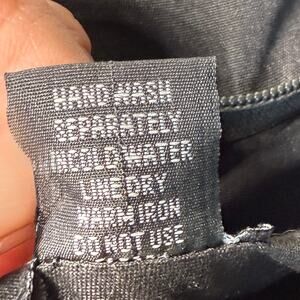 HAND WASH
SEPARATELY
IN COLD WATER
LINE DRY
WARM IRON
DO NOT USE